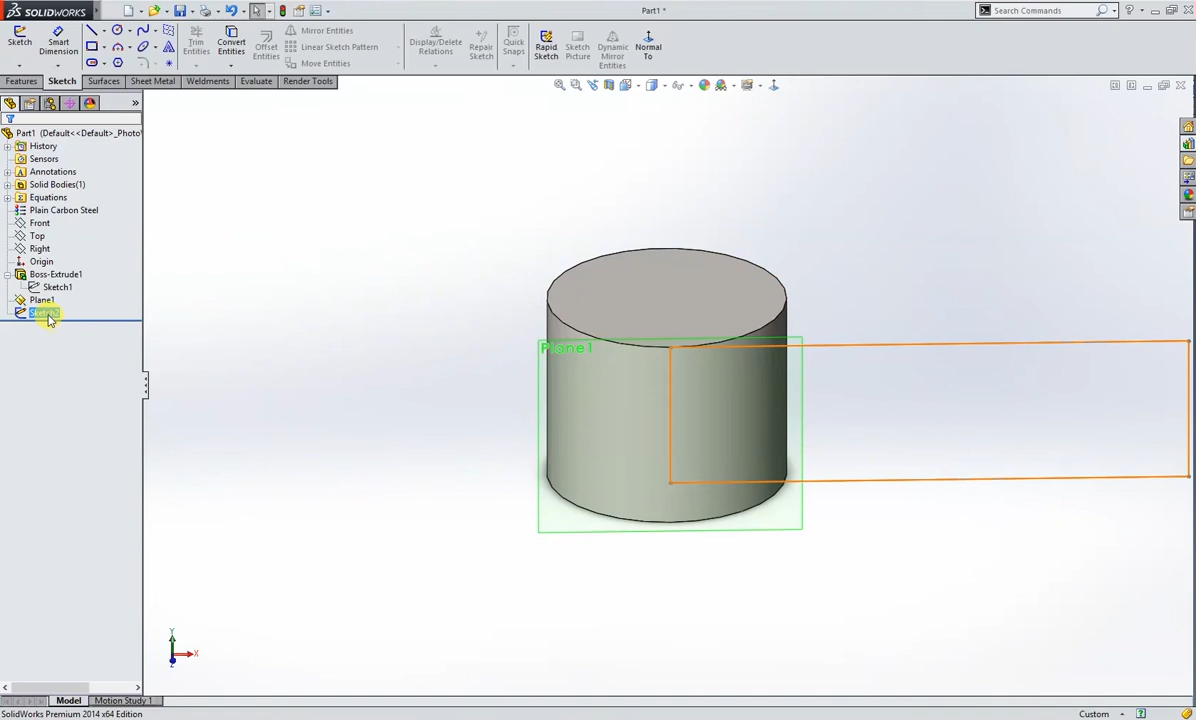 SOLIDWORKS
Part1 *
Search Commands
Sketch
Smart Dimension
Trim Entities
Convert Entities
Offset Entities
Mirror Entities
Linear Sketch Pattern
Move Entities
Display/Delete Relations
Repair Sketch
Quick Snaps
Rapid Sketch
Sketch Picture
Dynamic Mirror Entities
Normal To
Features
Sketch
Surfaces
Sheet Metal
Weldments
Evaluate
Render Tools
Part1 (Default<<Default>_Photo
History
Sensors
Annotations
Solid Bodies(1)
Equations
Plain Carbon Steel
Front
Top
Right
Origin
Boss-Extrude1
Sketch1
Plane1
Sketch2
Plane1
Y
X
Z
Model
Motion Study 1
SolidWorks Premium 2014 x64 Edition
Custom